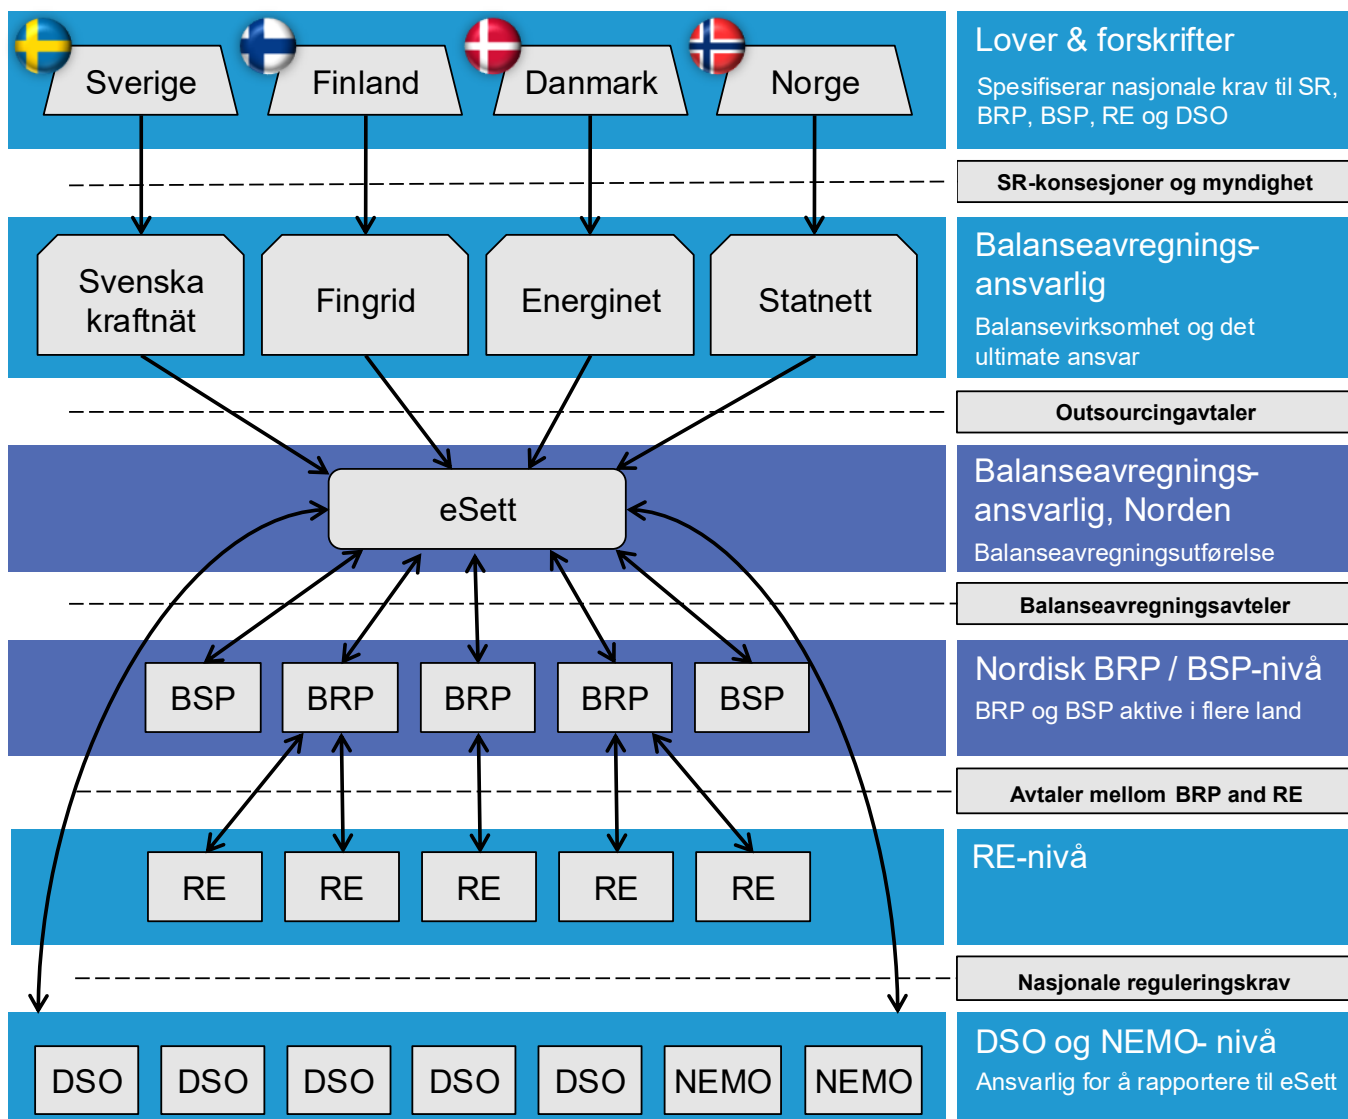 Sverige
Finland
Danmark
Norge
Lover & forskrifter
Spesifiserar nasjonale krav til SR,
BRP, BSP, RE og DSO
SR-konsesjoner og myndighet
Svenska
kraftnät
Fingrid
Energinet
Statnett
Balanseavregnings-
ansvarlig
Balansevirksomhet og det
ultimate ansvar
Outsourcingavtaler
eSett
Balanseavregnings-
ansvarlig, Norden
Balanseavregningsutførelse
Balanseavregningsavteler
BSP
BRP
BRP
BRP
BSP
Nordisk BRP / BSP-nivå
BRP og BSP aktive i flere land
Avtaler mellom BRP and RE
RE
RE
RE
RE
RE
RE-nivå
Nasjonale reguleringskrav
DSO
DSO
DSO
DSO
DSO
NEMO
NEMO
DSO og NEMO- nivå
Ansvarlig for å rapportere til eSett